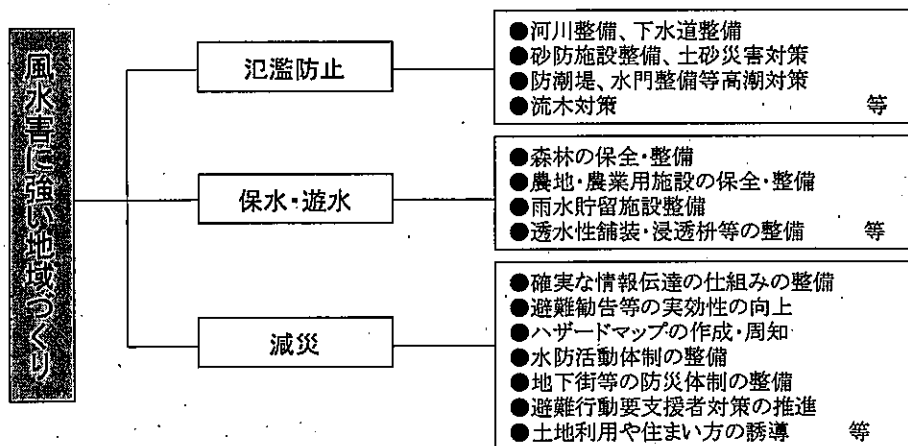 風水害に強い地域づくり
氾濫防止
●河川整備、下水道整備
●砂防施設整備、土砂災害対策
●防潮堤、水門整備等高潮対策
●流木対策 等
保水・遊水
●森林の保全・整備
●農地・農業用施設の保全・整備
●雨水貯留施設整備
●透水性舗装・浸透枡等の整備 等
減災
●確実な情報伝達の仕組みの整備
●避難勧告等の実効性の向上
●ハザードマップの作成・周知
●水防活動体制の整備
●地下街等の防災体制の整備
●避難行動要支援者対策の推進
●土地利用や住まい方の誘導 等